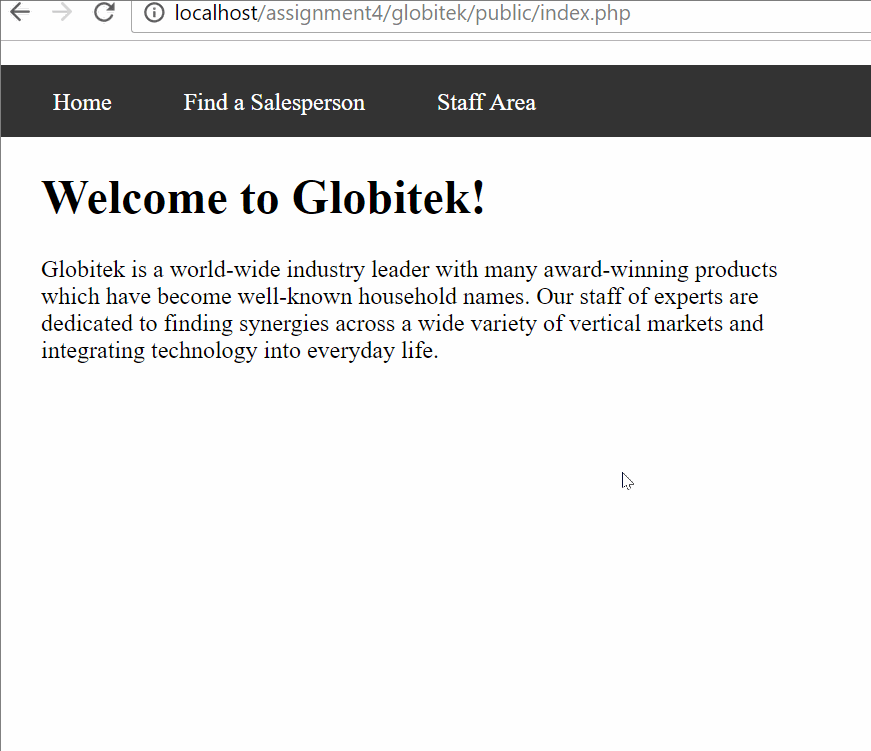 localhost/assignment4/globitek/public/index.php
Home Find a Salesperson Staff Area
Welcome to Globitek!
Globitek is a world-wide industry leader with many award-winning products
which have become well-known household names. Our staff of experts are
dedicated to finding synergies across a wide variety of vertical markets and
integrating technology into everyday life.